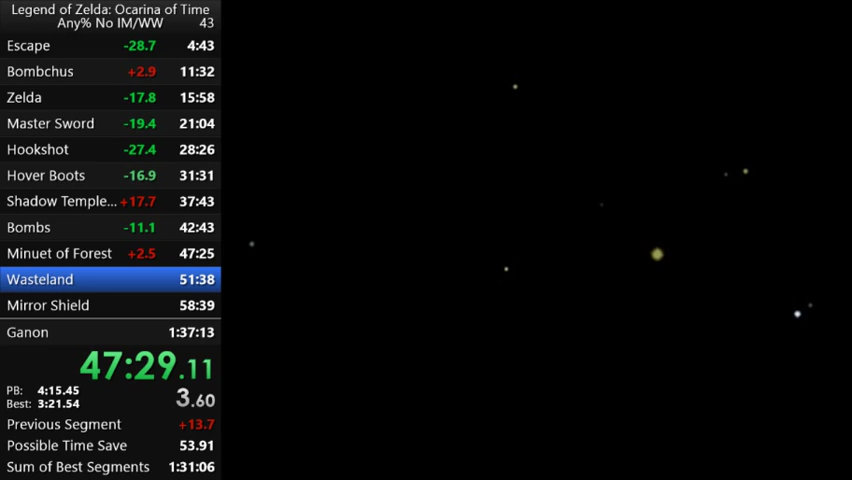 Legend of Zelda: Ocarina of Time
Any% No IM/WW 43
Escape -28.7 4:43
Bombchus +2.9 11:32
Zelda -17.8 15:58
Master Sword -19.4 21:04
Hookshot -27.4 28:26
Hover Boots -16.9 31:31
Shadow Temple... +17.7 37:43
Bombs -11.1 42:43
Minuet of Forest +2.5 47:25
Wasteland 51:38
Mirror Shield 58:39
Ganon 1:37:13
47:29.11
PB: 4:15.45
Best: 3:21.54 3.60
Previous Segment +13.7
Possible Time Save 53.91
Sum of Best Segments 1:31:06